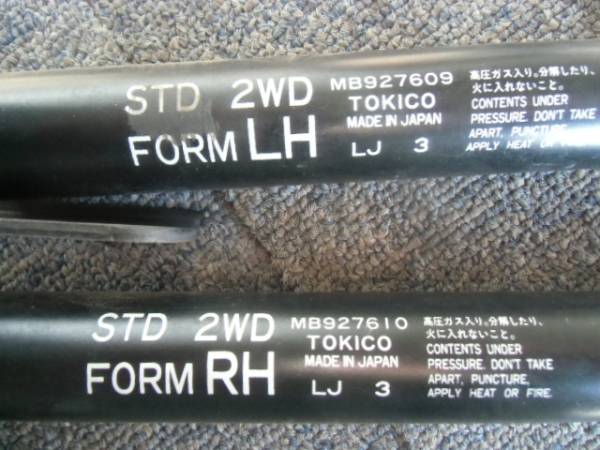 STD 2WD
FORM LH
MB927609
TOKICO
MADE IN JAPAN
LJ 3
高圧ガス入り。分解したり、
火に入れないこと。
CONTENTS UNDER
PRESSURE. DON'T TAKE
APART, PUNCTURE,
APPLY HEAT OR FIRE.
STD 2WD
FORM RH
MB927610
TOKICO
MADE IN JAPAN
LJ 3
高圧ガス入り。分解したり、
火に入れないこと。
CONTENTS UNDER
PRESSURE. DON'T TAKE
APART, PUNCTURE,
APPLY HEAT OR FIRE.